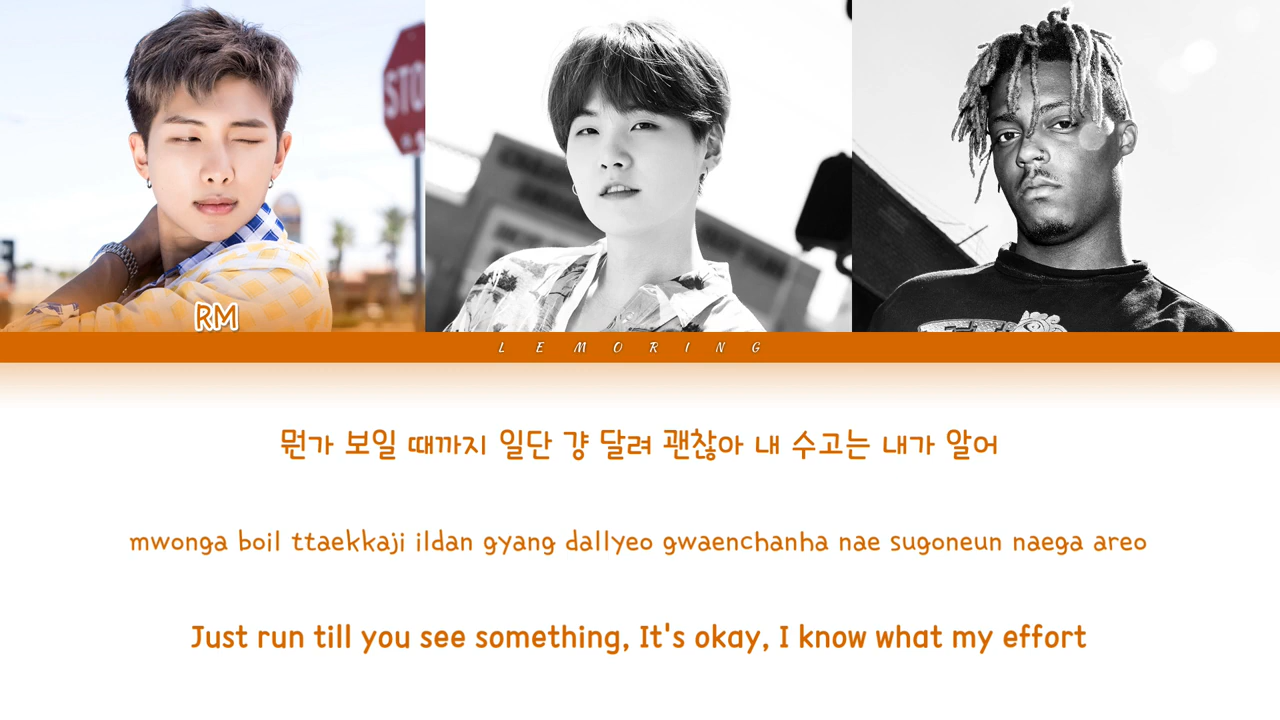 STO
RM
LEMORING
뭔가 보일 때까지 일단 걍 달려 괜찮아 내 수고는 내가 알어
mwonga boil ttaekkaji ildan gyang dallyeo gwaenchanha nae sugoneun naega areo
Just run till you see something, It's okay, I know what my effort